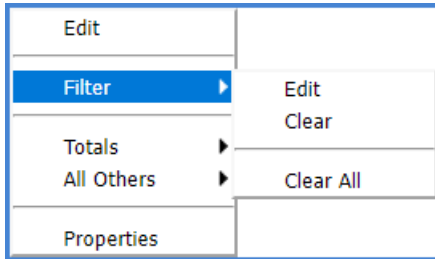 Edit
Filter
Totals
All Others
Properties
Edit
Clear
Clear All